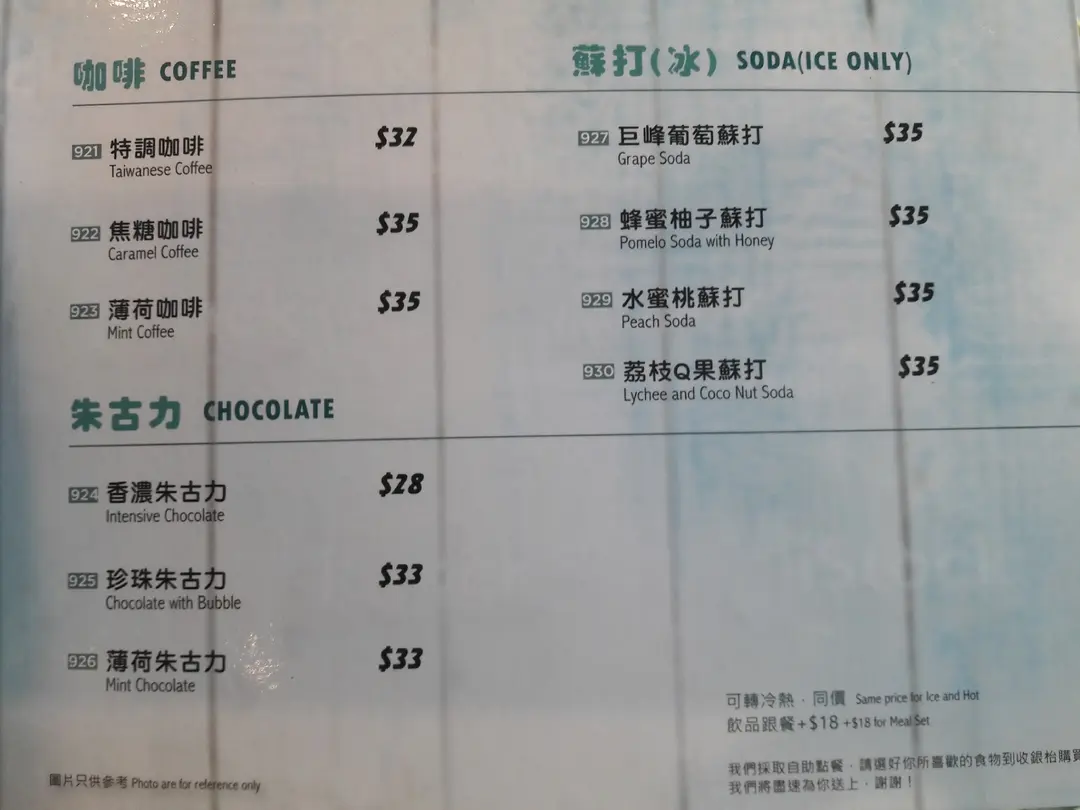 咖啡 COFFEE
921 特調咖啡 $32
Taiwanese Coffee
922 焦糖咖啡 $35
Caramel Coffee
923 薄荷咖啡 $35
Mint Coffee
朱古力 CHOCOLATE
924 香濃朱古力 $28
Intensive Chocolate
925 珍珠朱古力 $33
Chocolate with Bubble
926 薄荷朱古力 $33
Mint Chocolate
圖片只供參考 Photo are for reference only
蘇打(冰) SODA(ICE ONLY)
927 巨峰葡萄蘇打 $35
Grape Soda
928 蜂蜜柚子蘇打 $35
Pomelo Soda with Honey
929 水蜜桃蘇打 $35
Peach Soda
930 荔枝Q果蘇打 $35
Lychee and Coco Nut Soda
可轉冷熱．同價 Same price for Ice and Hot
飲品跟餐+$18 +$18 for Meal Set
我們採取自助點餐，請選好你所喜歡的食物到收銀枱購買
我們將盡速為你送上，謝謝！